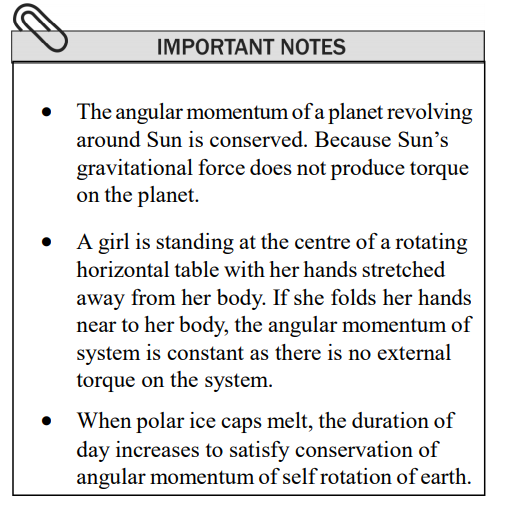 IMPORTANT NOTES
• The angular momentum of a planet revolving
around Sun is conserved. Because Sun’s
gravitational force does not produce torque
on the planet.
• A girl is standing at the centre of a rotating
horizontal table with her hands stretched
away from her body. If she folds her hands
near to her body, the angular momentum of
system is constant as there is no external
torque on the system.
• When polar ice caps melt, the duration of
day increases to satisfy conservation of
angular momentum of self rotation of earth.